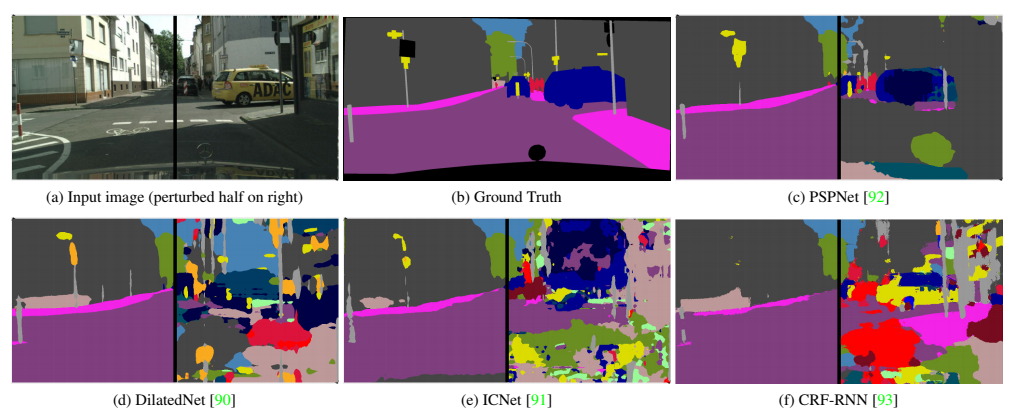 ADAC
(a) Input image (perturbed half on right)
(b) Ground Truth
(c) PSPNet [92]
(d) DilatedNet [90]
(e) ICNet [91]
(f) CRF-RNN [93]